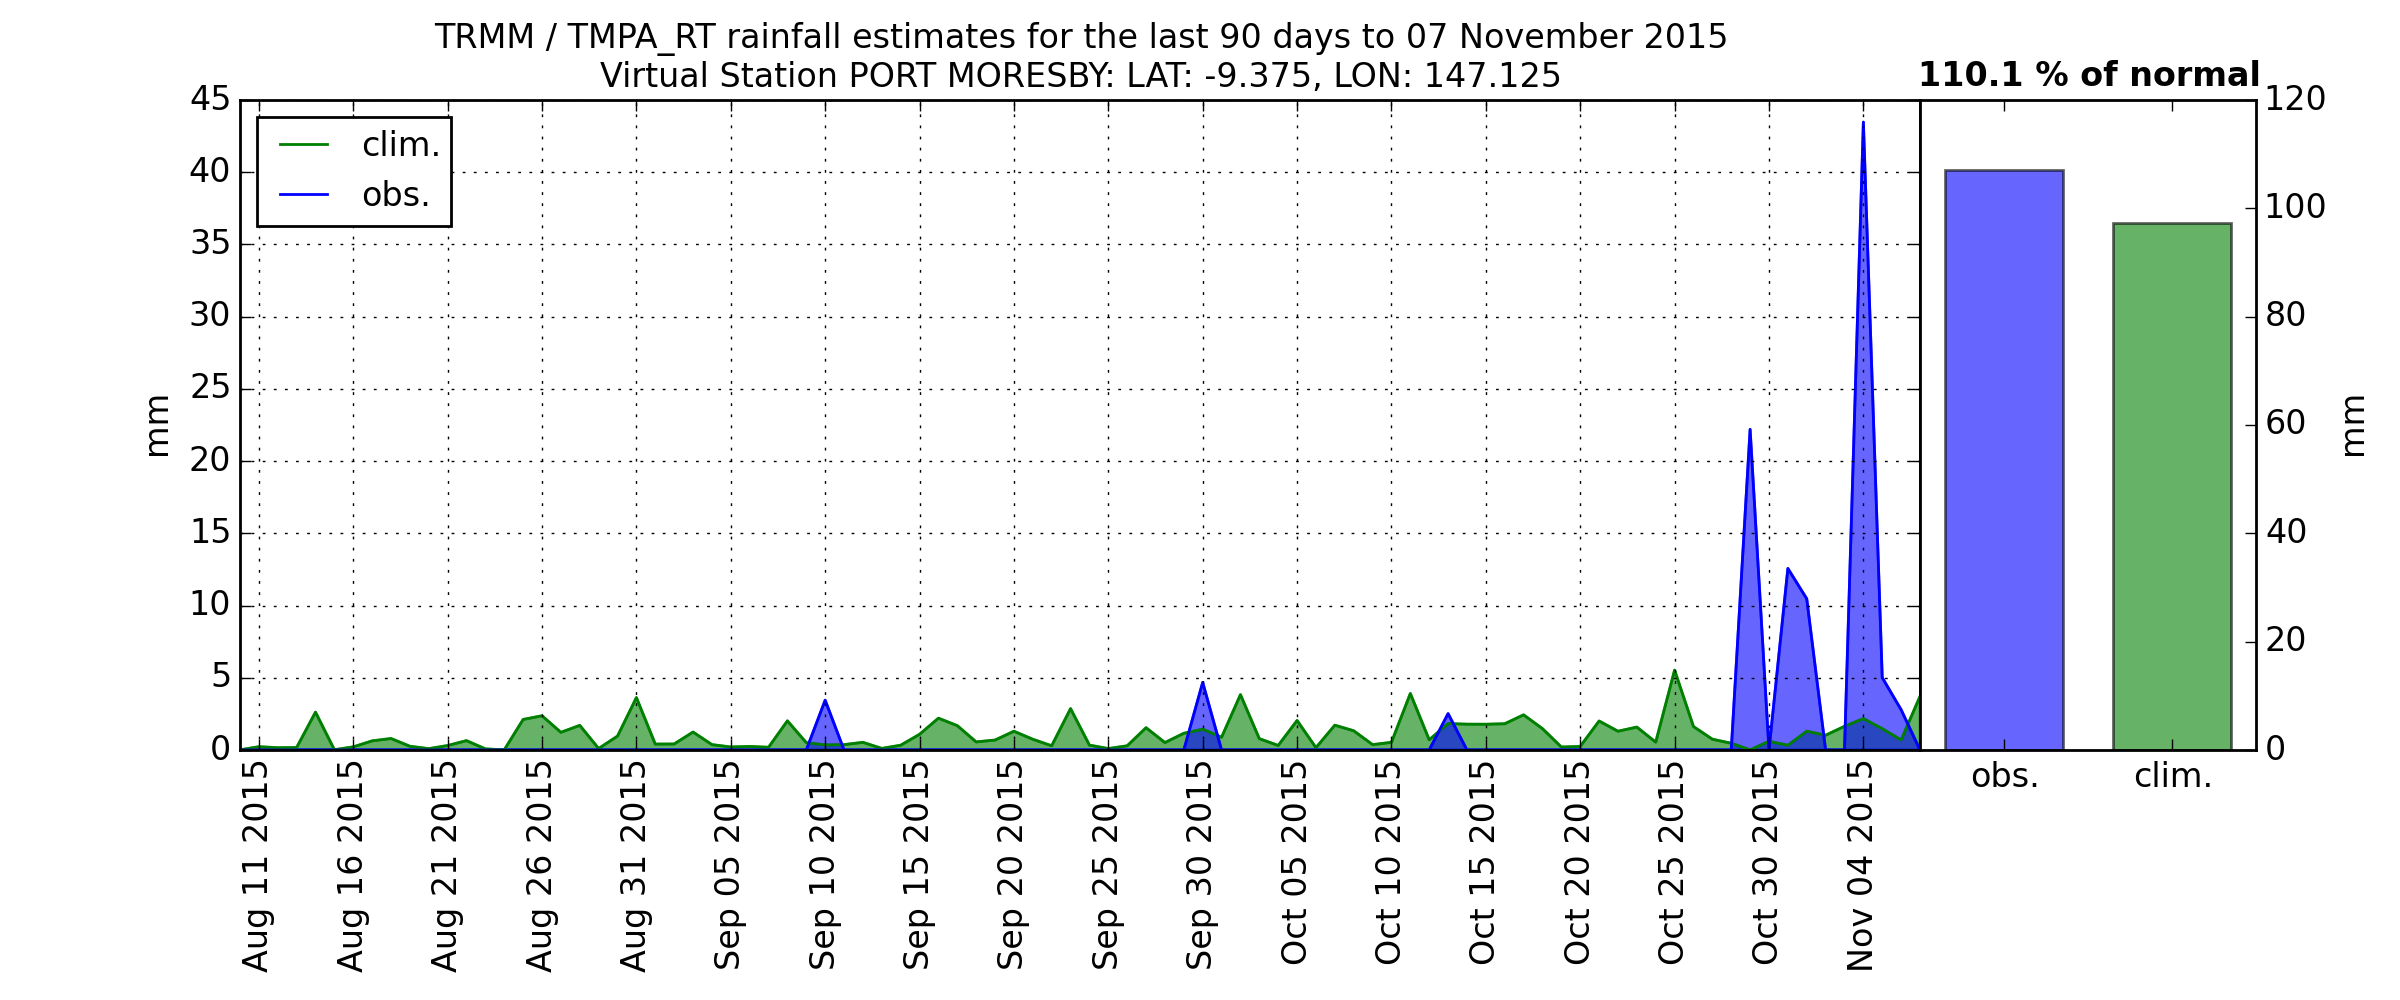 TRMM / TMPA_RT rainfall estimates for the last 90 days to 07 November 2015
Virtual Station PORT MORESBY: LAT: -9.375, LON: 147.125
110.1 % of normal
clim.
obs.
45
40
35
30
25
20
15
10
5
0
mm
Aug 11 2015
Aug 16 2015
Aug 21 2015
Aug 26 2015
Aug 31 2015
Sep 05 2015
Sep 10 2015
Sep 15 2015
Sep 20 2015
Sep 25 2015
Sep 30 2015
Oct 05 2015
Oct 10 2015
Oct 15 2015
Oct 20 2015
Oct 25 2015
Oct 30 2015
Nov 04 2015
obs.
clim.
120
100
80
60
40
20
0
mm